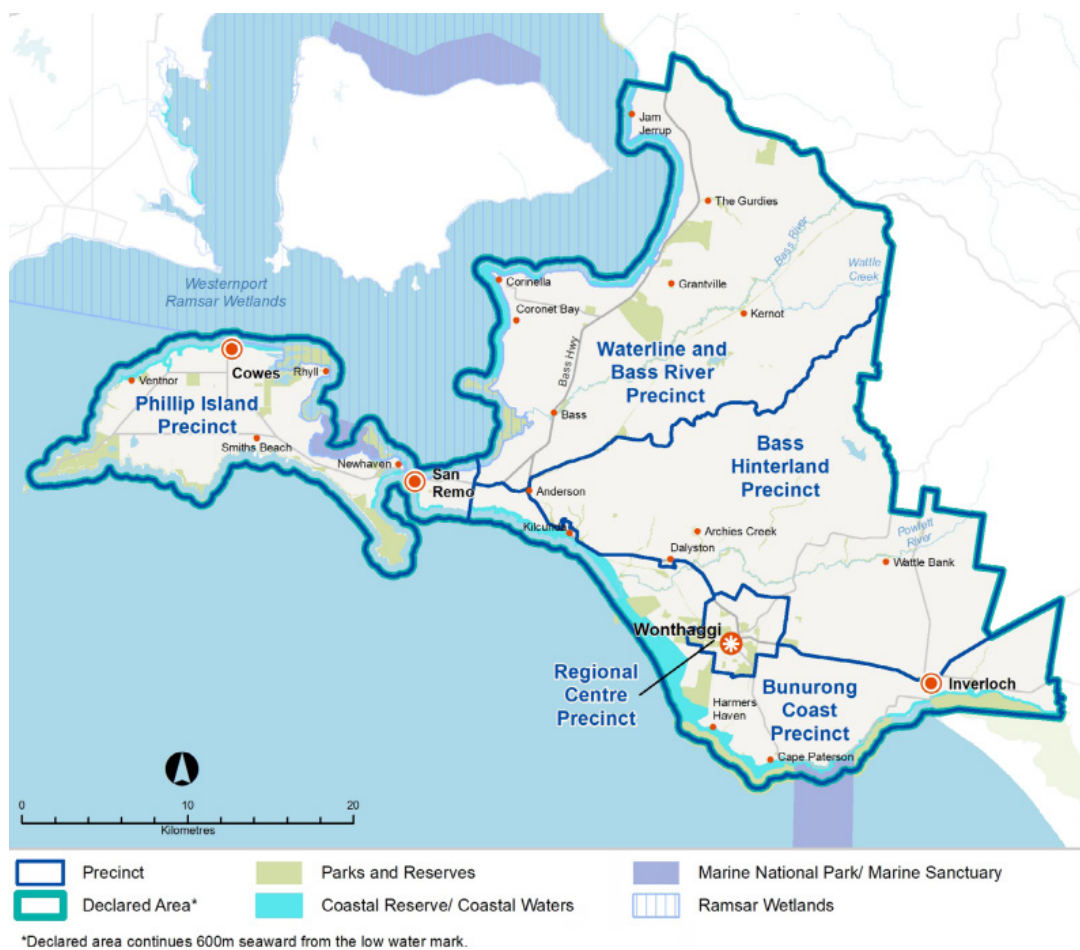 Jam
Jerrup
The Gurdies
Bass River
Wattle
Creek
Westernport
Ramsar Wetlands
Corinella
Grantville
Coronet Bay
Kernot
Bass Hwy
Waterline and
Bass River
Precinct
Cowes
Rhyll
Ventnor
Phillip Island
Precinct
Bass
Smiths Beach
Bass
Hinterland
Precinct
Newhaven
San
Remo
Anderson
Kilcunda
Archies Creek
Powlett
River
Dalyston
Wattle Bank
Wonthaggi
Regional
Centre
Precinct
Bunurong
Coast
Precinct
Inverloch
Harmers
Haven
Cape Paterson
0 10 20
Kilometres
Precinct
Parks and Reserves
Marine National Park/ Marine Sanctuary
Declared Area*
Coastal Reserve/ Coastal Waters
Ramsar Wetlands
*Declared area continues 600m seaward from the low water mark.